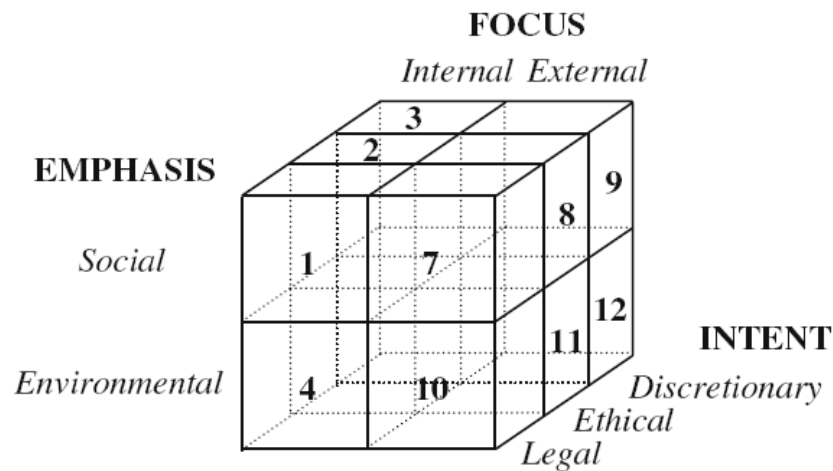 FOCUS
Internal External
3
2
EMPHASIS
9
8
Social
1
7
12
11
INTENT
Environmental
4
10
Discretionary
Ethical
Legal